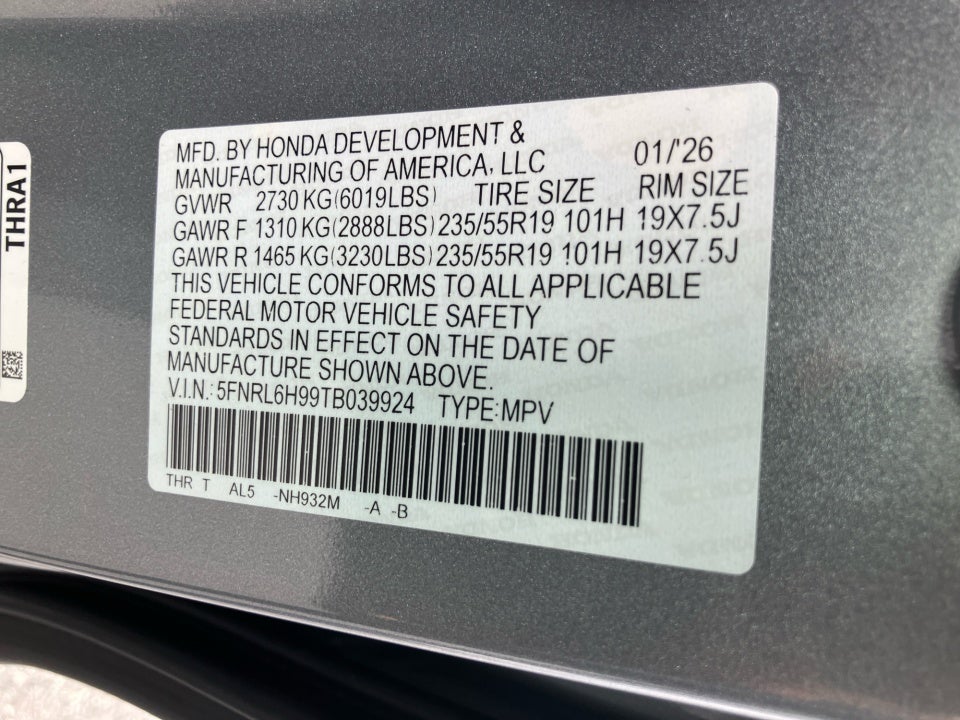 THRA1
MFD. BY HONDA DEVELOPMENT &
MANUFACTURING OF AMERICA, LLC 01/'26
GVWR 2730 KG(6019LBS) TIRE SIZE RIM SIZE
GAWR F 1310 KG(2888LBS) 235/55R19 101H 19X7.5J
GAWR R 1465 KG(3230LBS) 235/55R19 101H 19X7.5J
THIS VEHICLE CONFORMS TO ALL APPLICABLE
FEDERAL MOTOR VEHICLE SAFETY
STANDARDS IN EFFECT ON THE DATE OF
MANUFACTURE SHOWN ABOVE.
V.I.N.: 5FNRL6H99TB039924 TYPE:MPV
THR T AL5 -NH932M -A -B